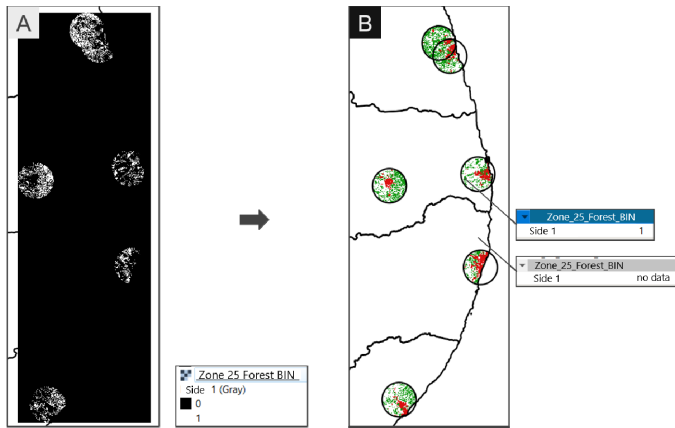 A
B
Zone_25_Forest_BIN
Side 1 1
Zone_25_Forest_BIN
Side 1 no data
Zone 25 Forest BIN
Side 1 (Gray)
0
1